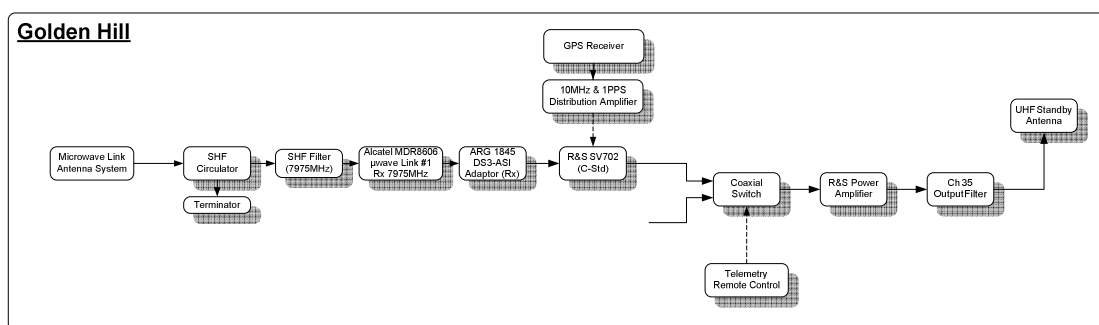 Golden Hill
GPS Receiver
10MHz & 1PPS
Distribution Amplifier
UHF Standby
Antenna
Microwave Link
Antenna System
SHF
Circulator
SHF Filter
(7975MHz)
Alcatel MDR8606
µwave Link #1
Rx 7975MHz
ARG 1845
DS3-ASI
Adaptor (Rx)
R&S SV702
(C-Std)
Terminator
Coaxial
Switch
R&S Power
Amplifier
Ch 35
Output Filter
Telemetry
Remote Control